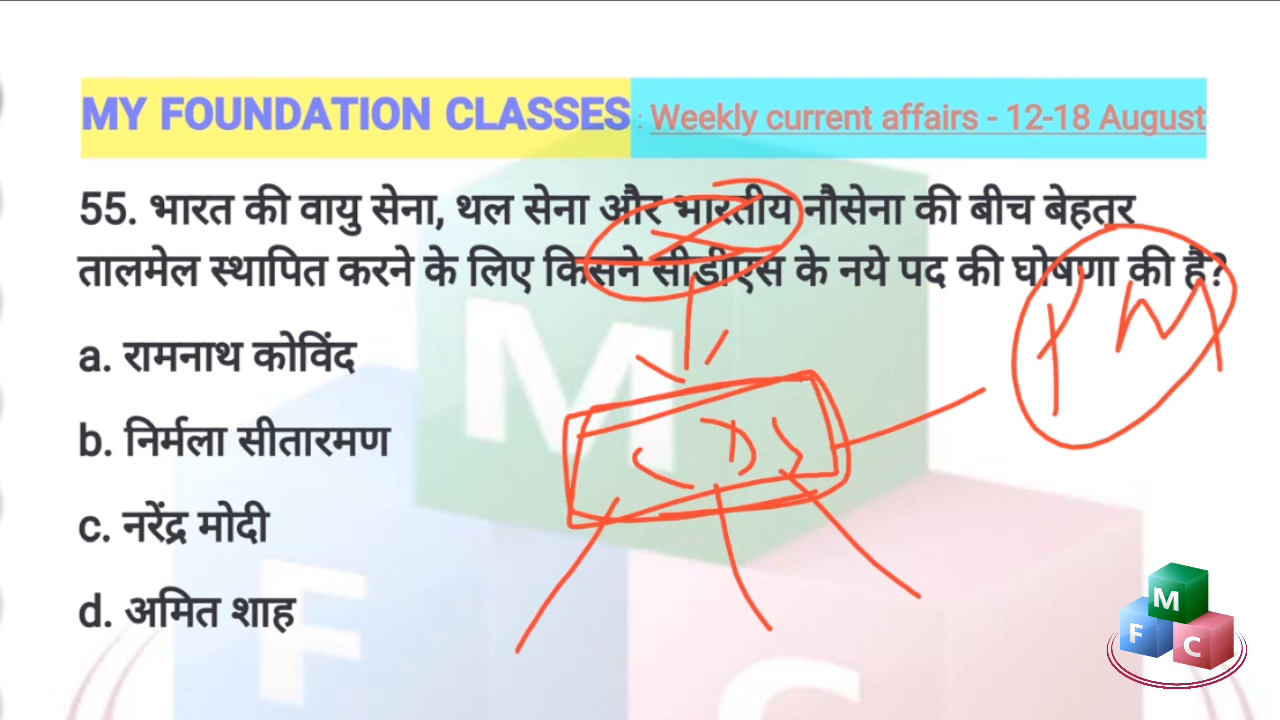 MY FOUNDATION CLASSES : Weekly current affairs - 12-18 August
55. भारत की वायु सेना, थल सेना और भारतीय नौसेना की बीच बेहतर
तालमेल स्थापित करने के लिए किसने सीडीएस के नये पद की घोषणा की है?
PM
a. रामनाथ कोविंद
CDS
b. निर्मला सीतारमण
c. नरेंद्र मोदी
d. अमित शाह
M
F C
M
F C